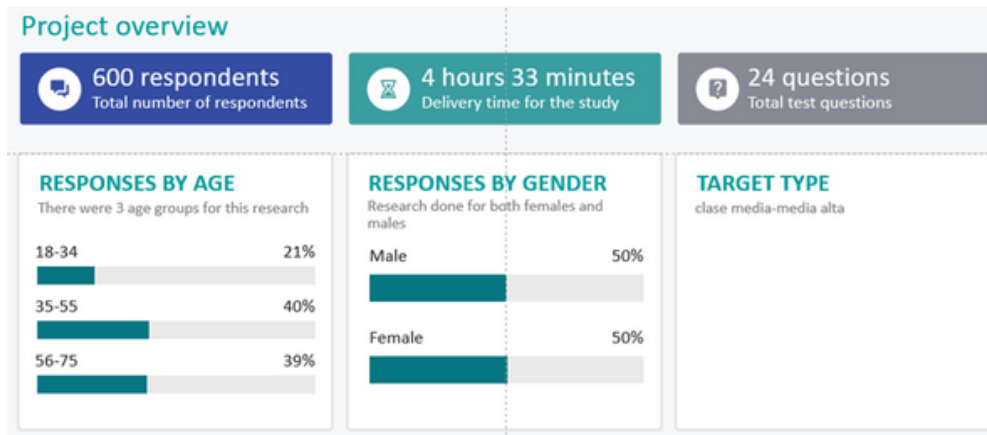 Project overview
600 respondents
Total number of respondents
4 hours 33 minutes
Delivery time for the study
24 questions
Total test questions
RESPONSES BY AGE
There were 3 age groups for this research
18-34 21%
35-55 40%
56-75 39%
RESPONSES BY GENDER
Research done for both females and
males
Male 50%
Female 50%
TARGET TYPE
clase media-media alta